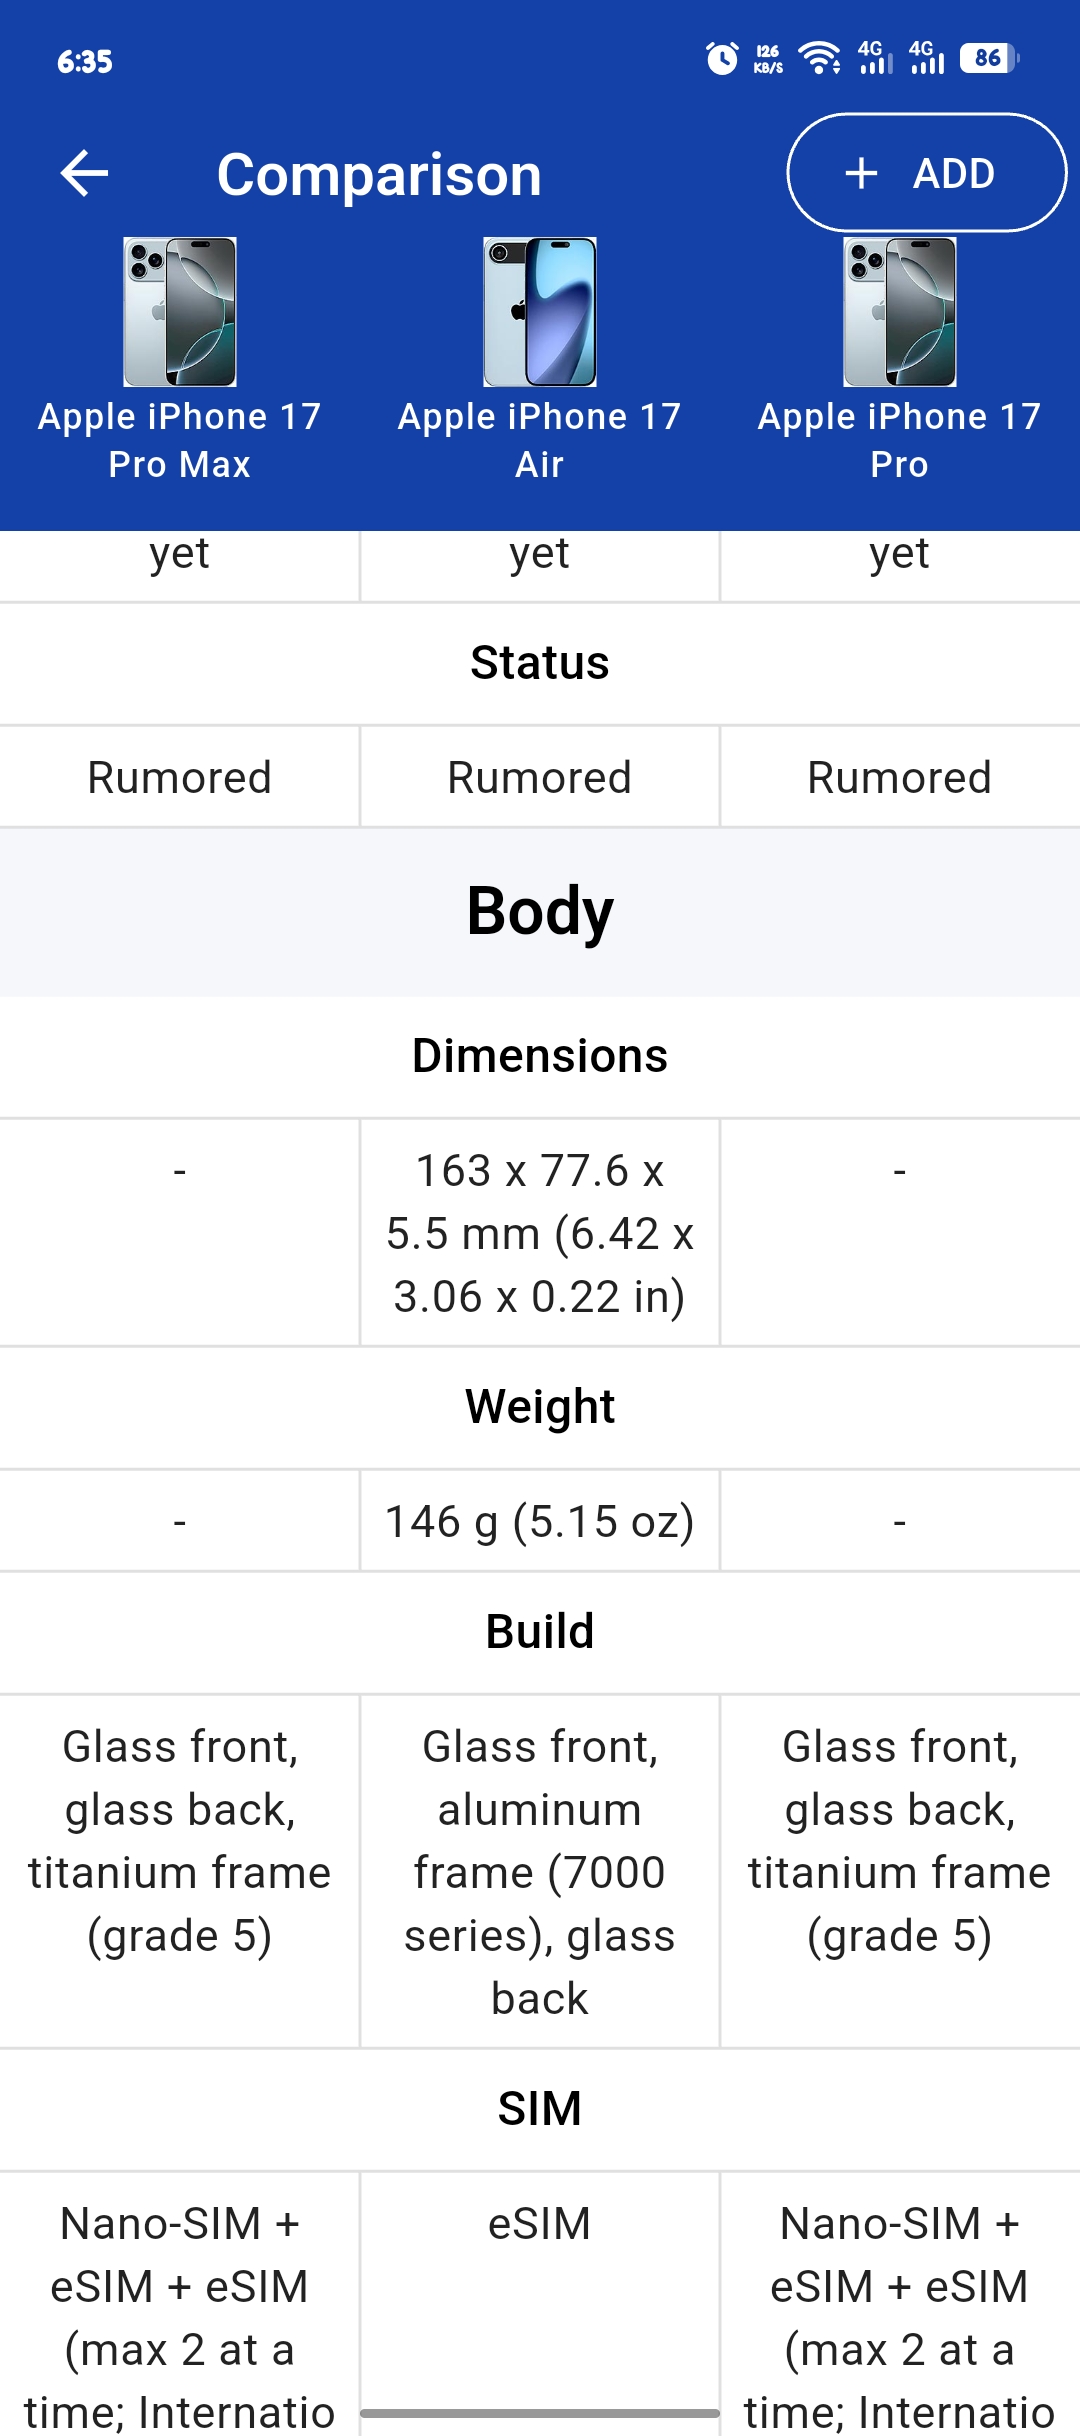 6:35
126
KB/S
4G
4G
86
Comparison
+ ADD
Apple iPhone 17
Pro Max
Apple iPhone 17
Air
Apple iPhone 17
Pro
yet
yet
yet
Status
Rumored
Rumored
Rumored
Body
Dimensions
-
163 x 77.6 x
5.5 mm (6.42 x
3.06 x 0.22 in)
-
Weight
-
146 g (5.15 oz)
-
Build
Glass front,
glass back,
titanium frame
(grade 5)
Glass front,
aluminum
frame (7000
series), glass
back
Glass front,
glass back,
titanium frame
(grade 5)
SIM
Nano-SIM +
eSIM + eSIM
(max 2 at a
time; Internatio
eSIM
Nano-SIM +
eSIM + eSIM
(max 2 at a
time; Internatio